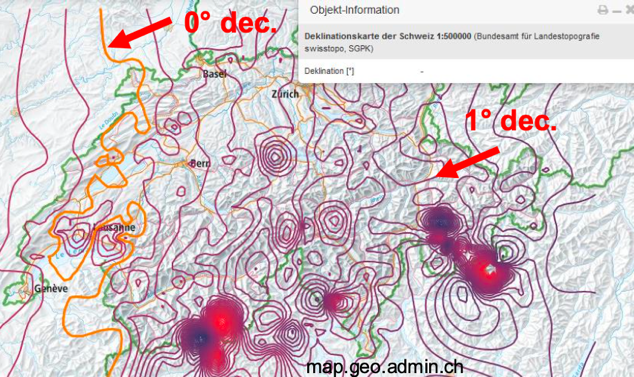 Objekt-Information
0° dec.
Deklinationskarte der Schweiz 1:500000 (Bundesamt für Landestopografie
swisstopo, SGPK)
Deklination [°] -
Basel
Zürich
1° dec.
Bern
Lausanne
Genève
map.geo.admin.ch